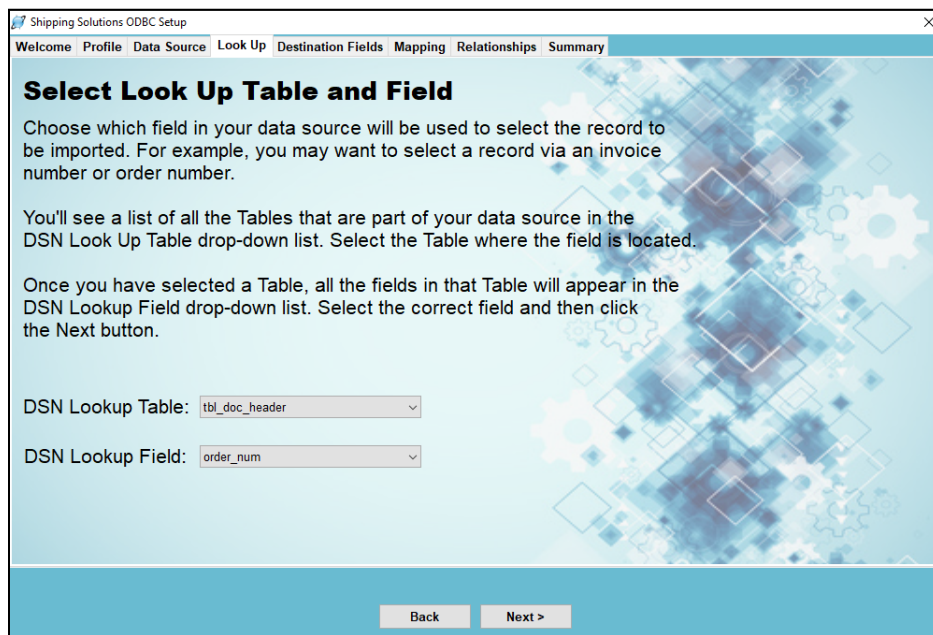 Shipping Solutions ODBC Setup
Welcome Profile Data Source Look Up Destination Fields Mapping Relationships Summary
Select Look Up Table and Field
Choose which field in your data source will be used to select the record to
be imported. For example, you may want to select a record via an invoice
number or order number.
You'll see a list of all the Tables that are part of your data source in the
DSN Look Up Table drop-down list. Select the Table where the field is located.
Once you have selected a Table, all the fields in that Table will appear in the
DSN Lookup Field drop-down list. Select the correct field and then click
the Next button.
DSN Lookup Table: tbl_doc_header
DSN Lookup Field: order_num
Back Next >